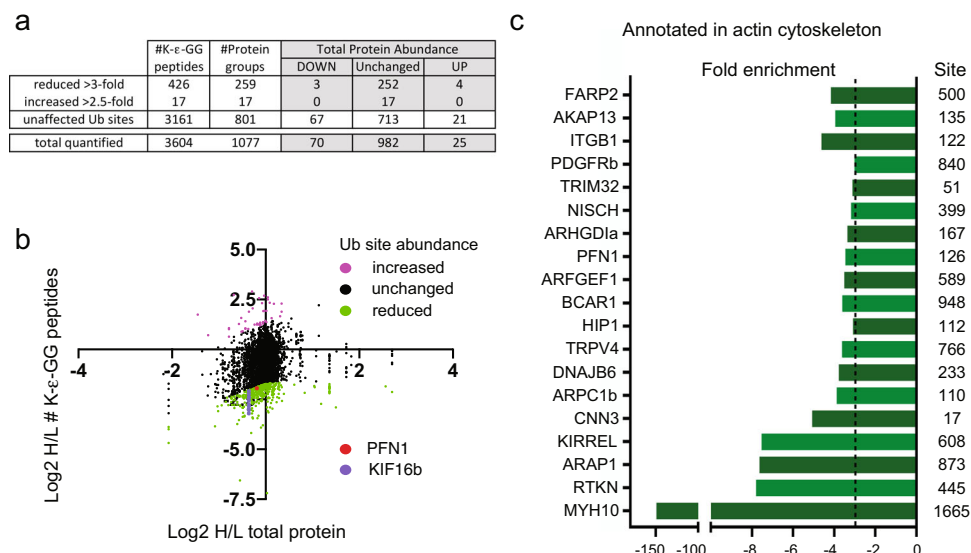 a
#K-ε-GG peptides #Protein groups Total Protein Abundance
DOWN Unchanged UP
reduced >3-fold 426 259 3 252 4
increased >2.5-fold 17 17 0 17 0
unaffected Ub sites 3161 801 67 713 21
total quantified 3604 1077 70 982 25
b
Log2 H/L # K-ε-GG peptides
5.0
2.5
-4 -2 2 4
-5.0
-7.5
Ub site abundance
increased
unchanged
reduced
PFN1
KIF16b
Log2 H/L total protein
c
Annotated in actin cytoskeleton
Fold enrichment Site
FARP2 500
AKAP13 135
ITGB1 122
PDGFRb 840
TRIM32 51
NISCH 399
ARHGDIa 167
PFN1 126
ARFGEF1 589
BCAR1 948
HIP1 112
TRPV4 766
DNAJB6 233
ARPC1b 110
CNN3 17
KIRREL 608
ARAP1 873
RTKN 445
MYH10 1665
-150 -100 -8 -6 -4 -2 0